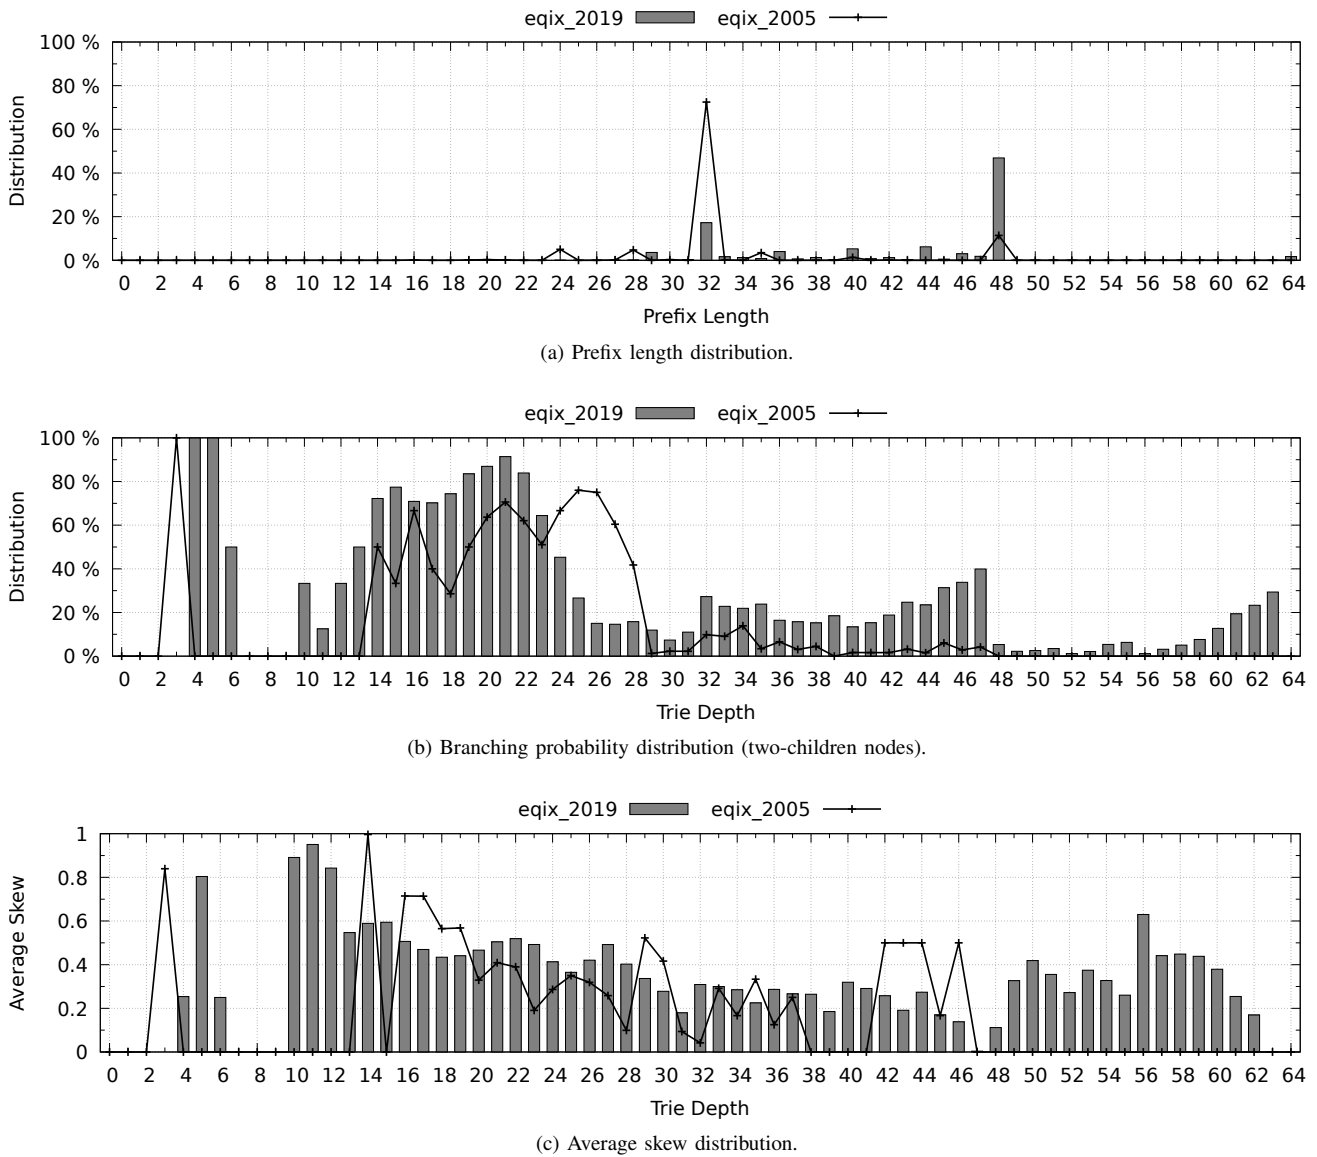 eqix_2019 eqix_2005
100 %
80 %
60 %
40 %
20 %
0 %
Distribution
0 2 4 6 8 10 12 14 16 18 20 22 24 26 28 30 32 34 36 38 40 42 44 46 48 50 52 54 56 58 60 62 64
Prefix Length
(a) Prefix length distribution.
eqix_2019 eqix_2005
100 %
80 %
60 %
40 %
20 %
0 %
Distribution
0 2 4 6 8 10 12 14 16 18 20 22 24 26 28 30 32 34 36 38 40 42 44 46 48 50 52 54 56 58 60 62 64
Trie Depth
(b) Branching probability distribution (two-children nodes).
eqix_2019 eqix_2005
1
0.8
0.6
0.4
0.2
0
Average Skew
0 2 4 6 8 10 12 14 16 18 20 22 24 26 28 30 32 34 36 38 40 42 44 46 48 50 52 54 56 58 60 62 64
Trie Depth
(c) Average skew distribution.